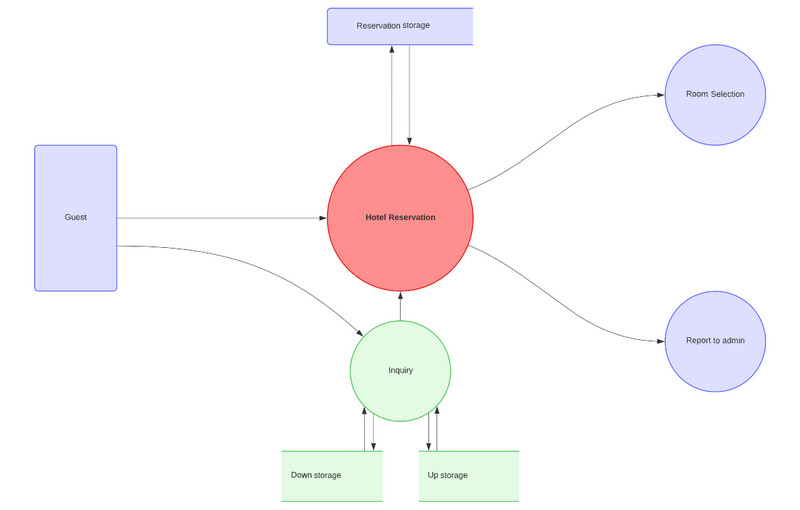 Reservation storage
Room Selection
Guest
Hotel Reservation
Report to admin
Inquiry
Down storage
Up storage